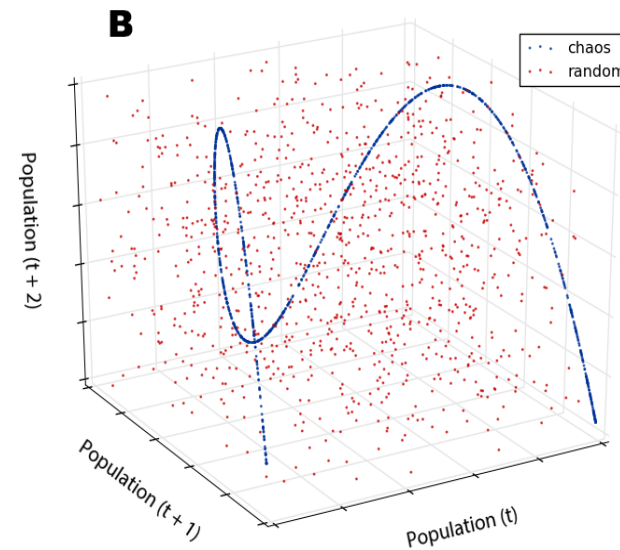 B
chaos
random
Population (t + 2)
Population (t + 1)
Population (t)